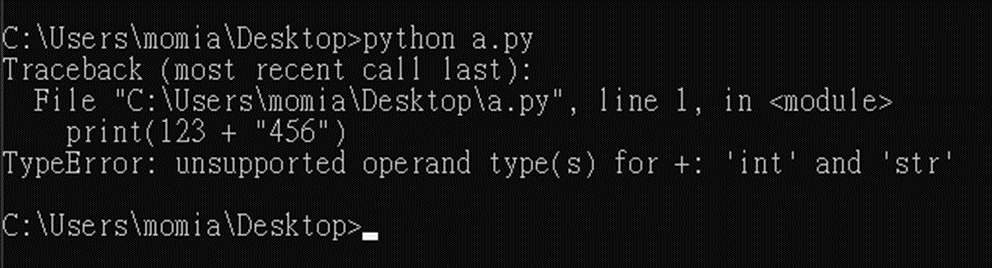 C:\Users\momia\Desktop>python a.py
Traceback (most recent call last):
  File "C:\Users\momia\Desktop\a.py", line 1, in <module>
    print(123 + "456")
TypeError: unsupported operand type(s) for +: 'int' and 'str'
C:\Users\momia\Desktop>